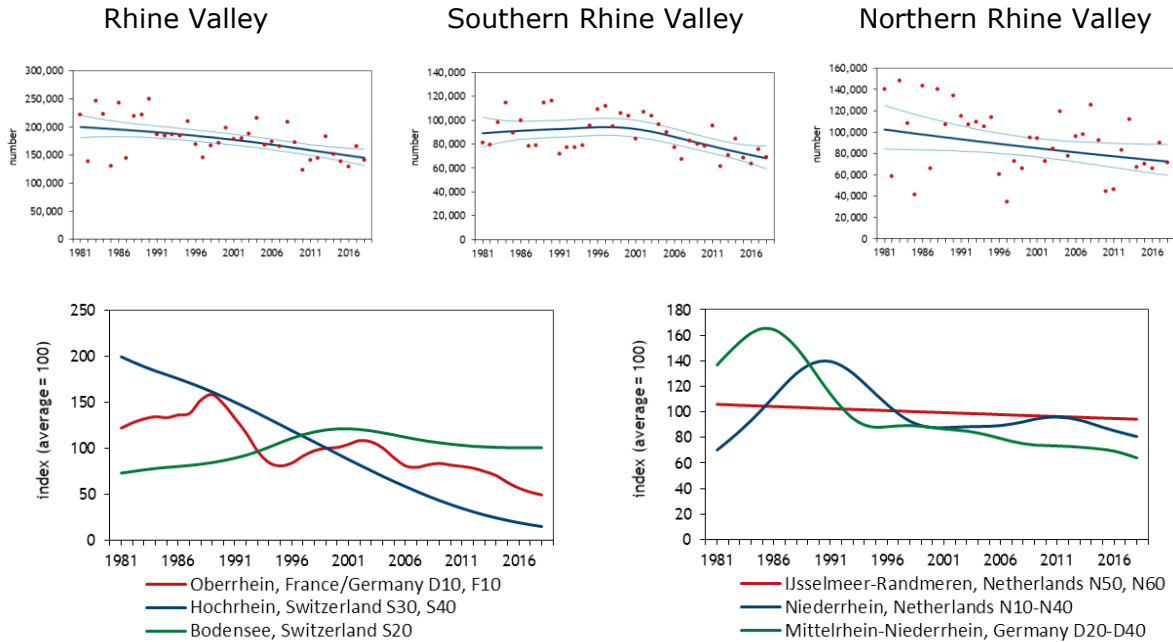 Rhine Valley
Southern Rhine Valley
Northern Rhine Valley
number
300,000
250,000
200,000
150,000
100,000
50,000
0
1981 1986 1991 1996 2001 2006 2011 2016
number
140,000
120,000
100,000
80,000
60,000
40,000
20,000
0
1981 1986 1991 1996 2001 2006 2011 2016
number
160,000
140,000
120,000
100,000
80,000
60,000
40,000
20,000
0
1981 1986 1991 1996 2001 2006 2011 2016
index (average = 100)
250
200
150
100
50
0
1981 1986 1991 1996 2001 2006 2011 2016
Oberrhein, France/Germany D10, F10
Hochrhein, Switzerland S30, S40
Bodensee, Switzerland S20
index (average = 100)
180
160
140
120
100
80
60
40
20
0
1981 1986 1991 1996 2001 2006 2011 2016
IJsselmeer-Randmeren, Netherlands N50, N60
Niederrhein, Netherlands N10-N40
Mittelrhein-Niederrhein, Germany D20-D40